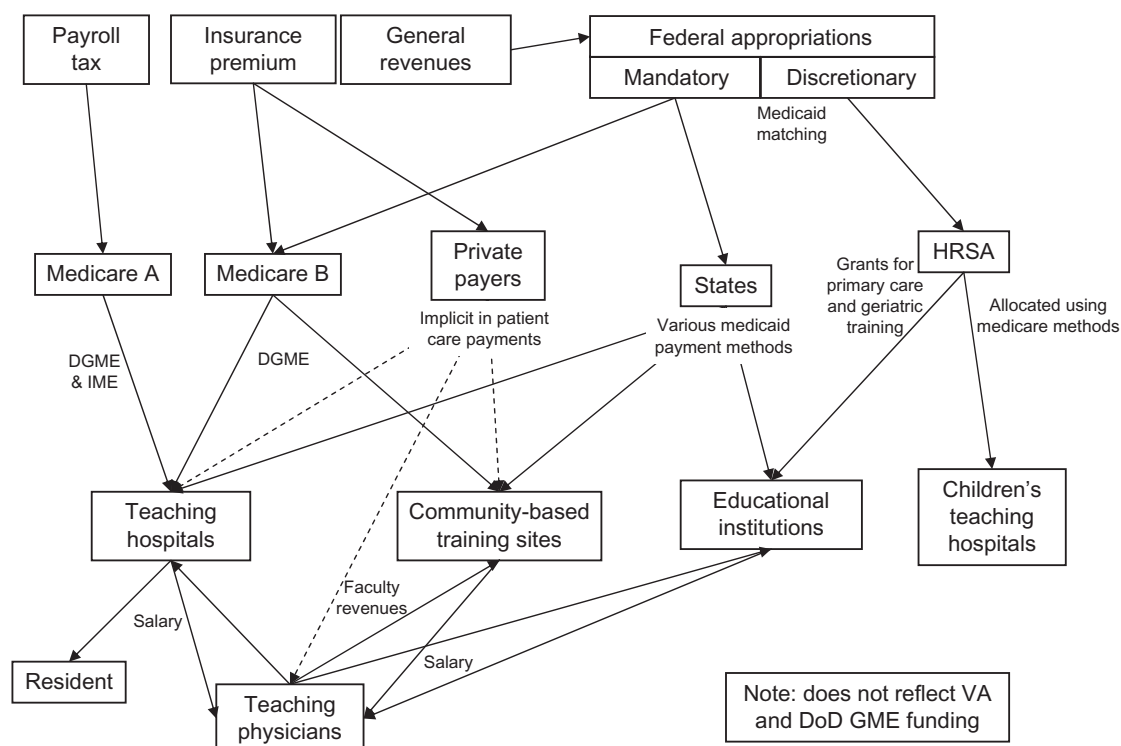 Payroll
tax
Insurance
premium
General
revenues
Federal appropriations
Mandatory
Discretionary
Medicaid
matching
Medicare A
Medicare B
Private
payers
States
HRSA
Grants for
primary care
and geriatric
training
Allocated using
medicare methods
Implicit in patient
care payments
Various medicaid
payment methods
DGME
& IME
DGME
Teaching
hospitals
Community-based
training sites
Educational
institutions
Children's
teaching
hospitals
Faculty
revenues
Salary
Salary
Resident
Teaching
physicians
Note: does not reflect VA
and DoD GME funding